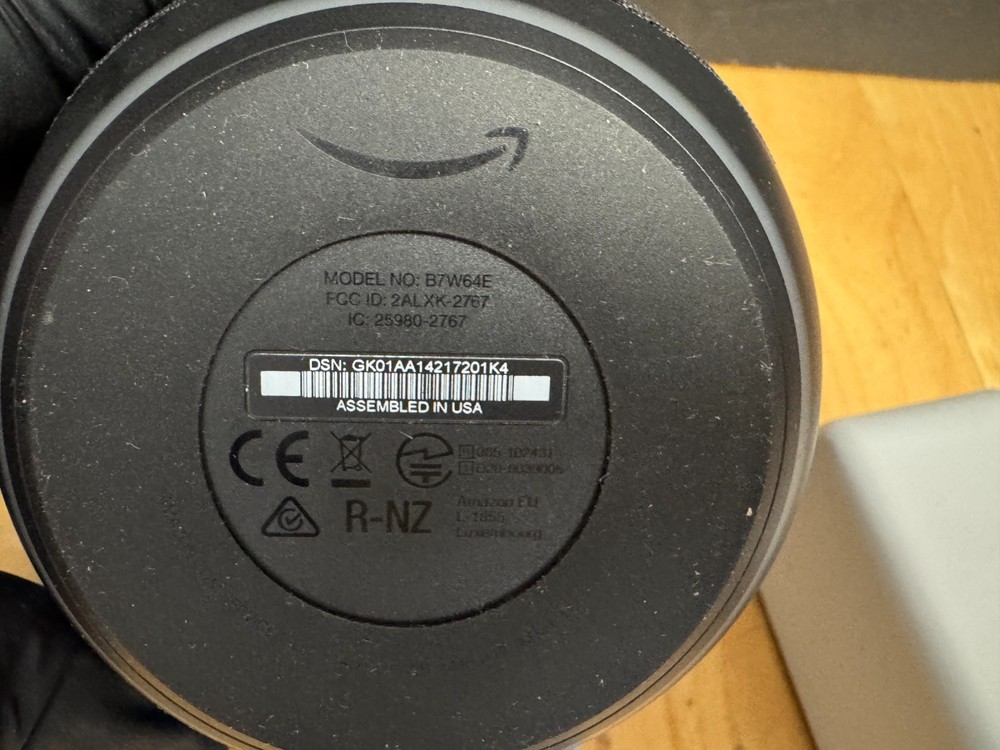 MODEL NO: B7W64E
FCC ID: 2ALXK-2767
IC: 25980-2767
DSN: GK01AA14217201K4
ASSEMBLED IN USA
CE
R-NZ
Amazon EU
L-1855
Luxembourg